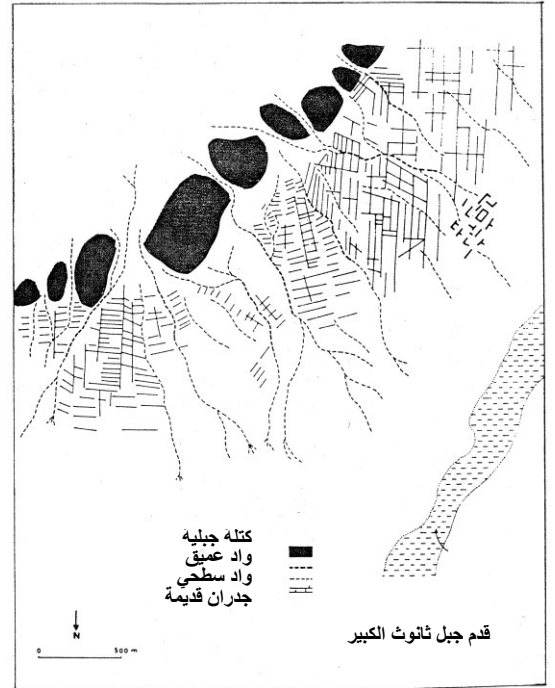 كتلة جبلية
واد عميق
واد سطحي
جدران قديمة
قدم جبل ثانوث الكبير
N
0 500 m